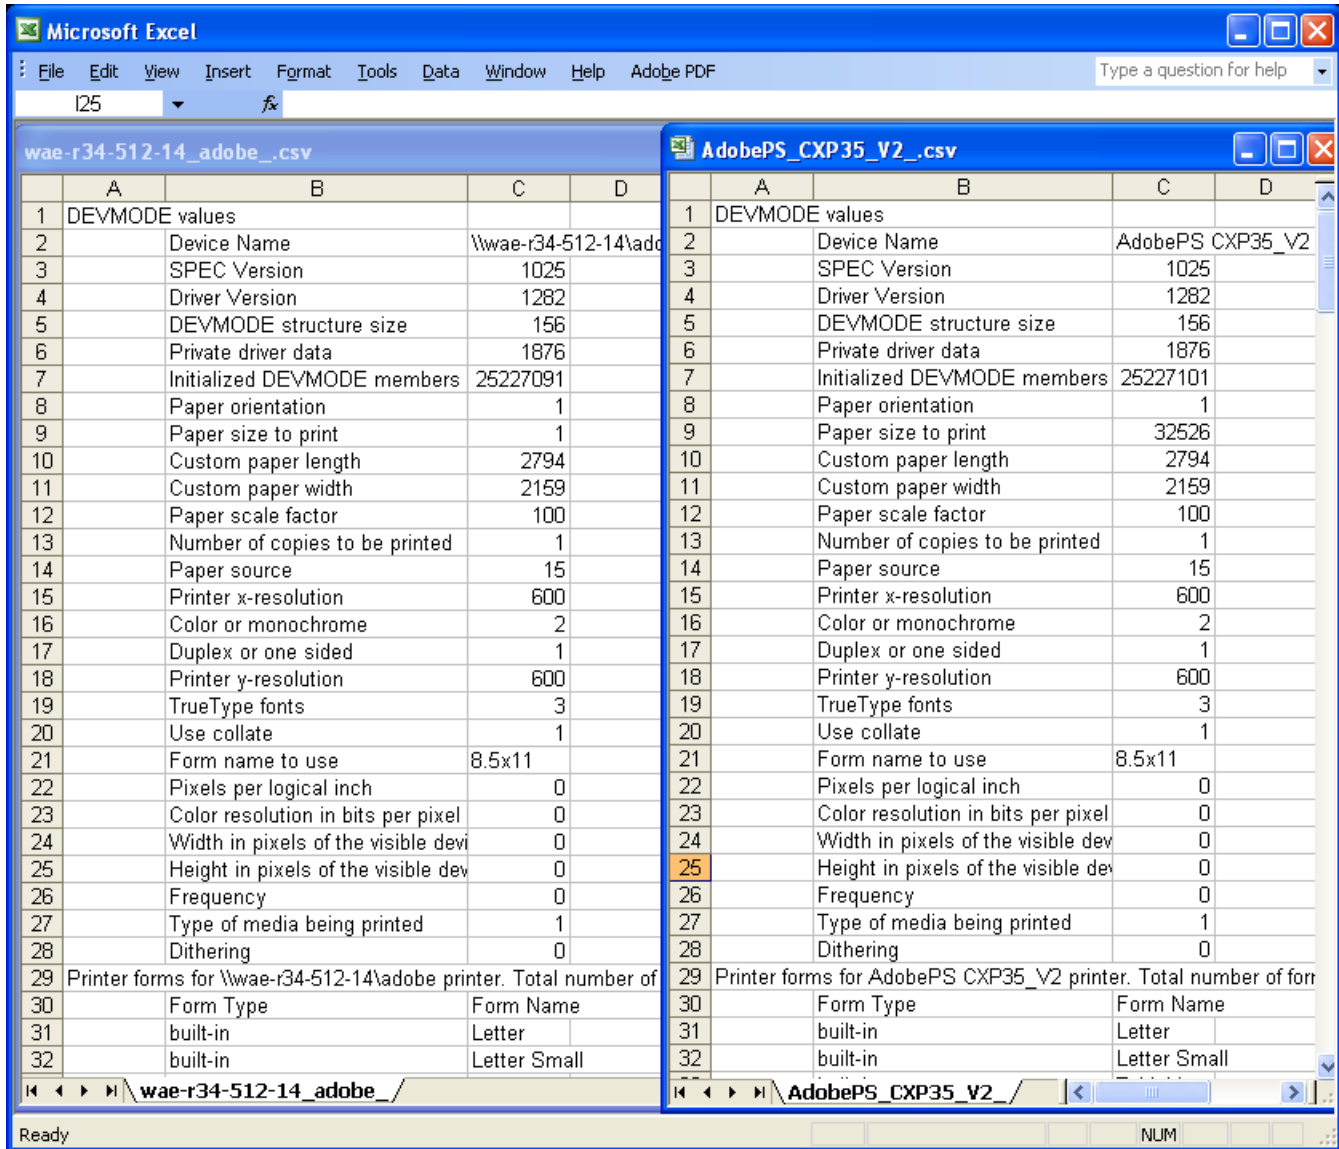 Microsoft Excel
File Edit View Insert Format Tools Data Window Help Adobe PDF Type a question for help
I25 fx
wae-r34-512-14_adobe_.csv
A B C D
1 DEVMODE values
2 Device Name \\wae-r34-512-14\ado
3 SPEC Version 1025
4 Driver Version 1282
5 DEVMODE structure size 156
6 Private driver data 1876
7 Initialized DEVMODE members 25227091
8 Paper orientation 1
9 Paper size to print 1
10 Custom paper length 2794
11 Custom paper width 2159
12 Paper scale factor 100
13 Number of copies to be printed 1
14 Paper source 15
15 Printer x-resolution 600
16 Color or monochrome 2
17 Duplex or one sided 1
18 Printer y-resolution 600
19 TrueType fonts 3
20 Use collate 1
21 Form name to use 8.5x11
22 Pixels per logical inch 0
23 Color resolution in bits per pixel 0
24 Width in pixels of the visible devi 0
25 Height in pixels of the visible dev 0
26 Frequency 0
27 Type of media being printed 1
28 Dithering 0
29 Printer forms for \\wae-r34-512-14\adobe printer. Total number of
30 Form Type Form Name
31 built-in Letter
32 built-in Letter Small
wae-r34-512-14_adobe_
AdobePS_CXP35_V2_.csv
A B C D
1 DEVMODE values
2 Device Name AdobePS CXP35_V2
3 SPEC Version 1025
4 Driver Version 1282
5 DEVMODE structure size 156
6 Private driver data 1876
7 Initialized DEVMODE members 25227101
8 Paper orientation 1
9 Paper size to print 32526
10 Custom paper length 2794
11 Custom paper width 2159
12 Paper scale factor 100
13 Number of copies to be printed 1
14 Paper source 15
15 Printer x-resolution 600
16 Color or monochrome 2
17 Duplex or one sided 1
18 Printer y-resolution 600
19 TrueType fonts 3
20 Use collate 1
21 Form name to use 8.5x11
22 Pixels per logical inch 0
23 Color resolution in bits per pixel 0
24 Width in pixels of the visible dev 0
25 Height in pixels of the visible dev 0
26 Frequency 0
27 Type of media being printed 1
28 Dithering 0
29 Printer forms for AdobePS CXP35_V2 printer. Total number of forn
30 Form Type Form Name
31 built-in Letter
32 built-in Letter Small
AdobePS_CXP35_V2_
Ready NUM